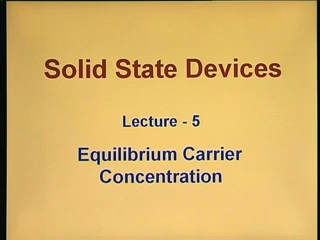 Solid State Devices
Lecture - 5
Equilibrium Carrier
Concentration